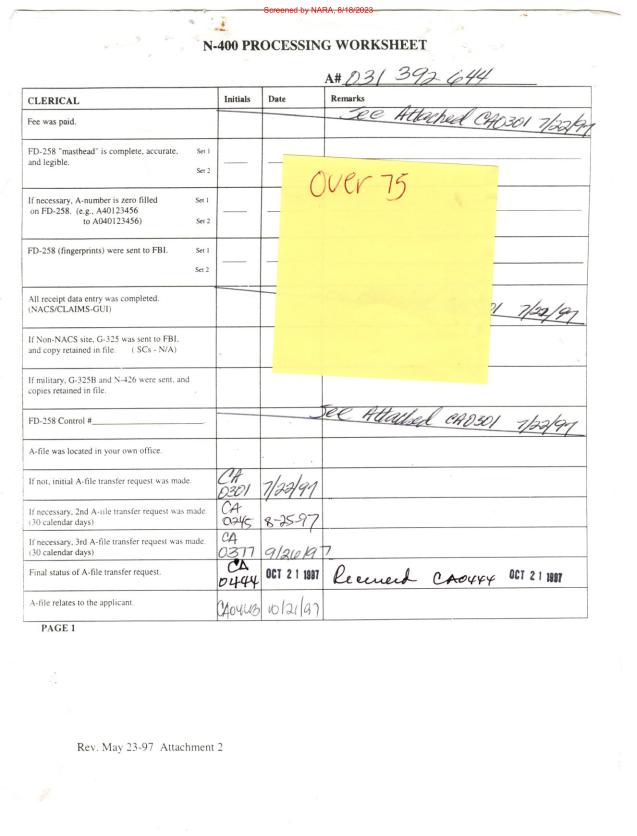 Screened by NARA, 8/18/2023
N-400 PROCESSING WORKSHEET
A# 031 392 644
CLERICAL Initials Date Remarks
Fee was paid. See Attached CA0301 7/22/97
FD-258 "masthead" is complete, accurate, Set 1
and legible.
Set 2
Over 75
If necessary, A-number is zero filled Set 1
on FD-258. (e.g., A40123456
to A040123456) Set 2
FD-258 (fingerprints) were sent to FBI. Set 1
Set 2
All receipt data entry was completed.
(NACS/CLAIMS-GUI) 1 7/22/97
If Non-NACS site, G-325 was sent to FBI,
and copy retained in file. ( SCs - N/A)
If military, G-325B and N-426 were sent, and
copies retained in file.
FD-258 Control # See Attached CA0301 7/22/97
A-file was located in your own office.
If not, initial A-file transfer request was made. CA 0301 7/22/97
If necessary, 2nd A-file transfer request was made. CA 0245 8-25-97
(30 calendar days)
If necessary, 3rd A-file transfer request was made. CA 0377 9/26/97
(30 calendar days)
Final status of A-file transfer request. CA 0444 OCT 21 1997 Received CA0444 OCT 21 1997
A-file relates to the applicant. CA0443 10/21/97
PAGE 1
Rev. May 23-97 Attachment 2